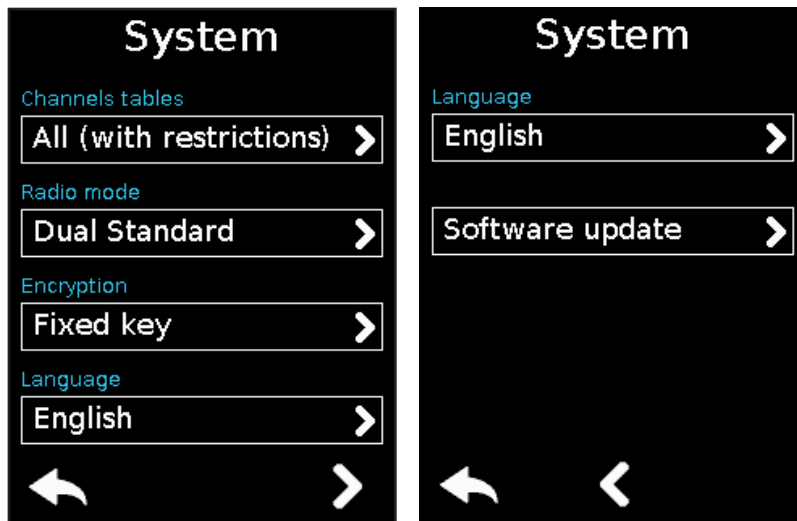 System
Channels tables
All (with restrictions)
Radio mode
Dual Standard
Encryption
Fixed key
Language
English
System
Language
English
Software update